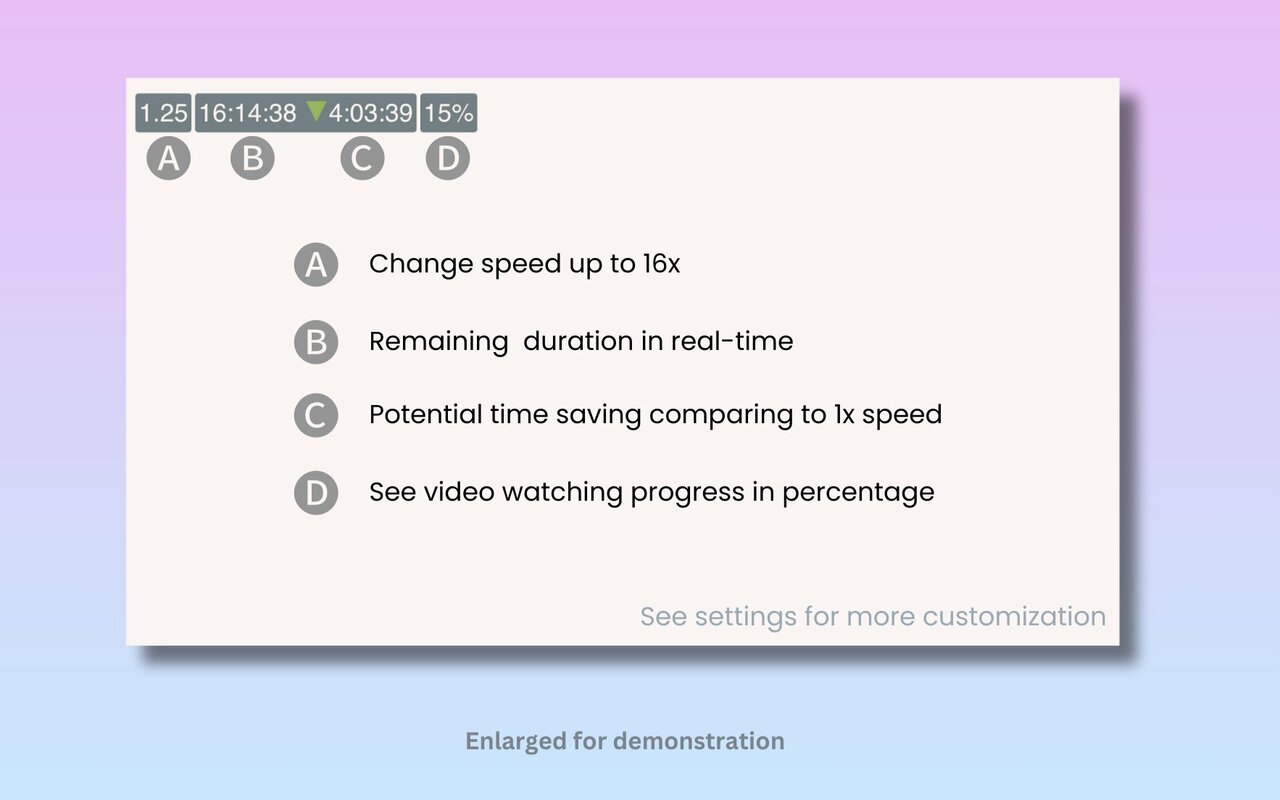 1.25 16:14:38 ▼4:03:39 15%
A B C D
A Change speed up to 16x
B Remaining  duration in real-time
C Potential time saving comparing to 1x speed
D See video watching progress in percentage
See settings for more customization
Enlarged for demonstration